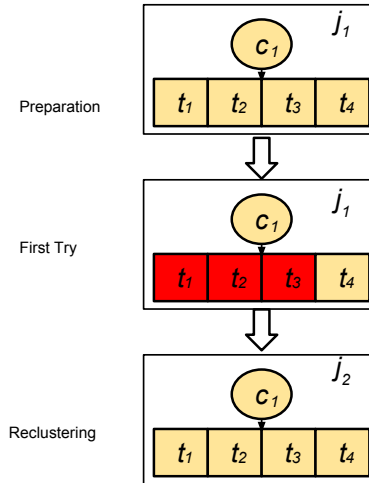 j1
c1
Preparation
t1 t2 t3 t4
j1
c1
First Try
t1 t2 t3 t4
j2
c1
Reclustering
t1 t2 t3 t4